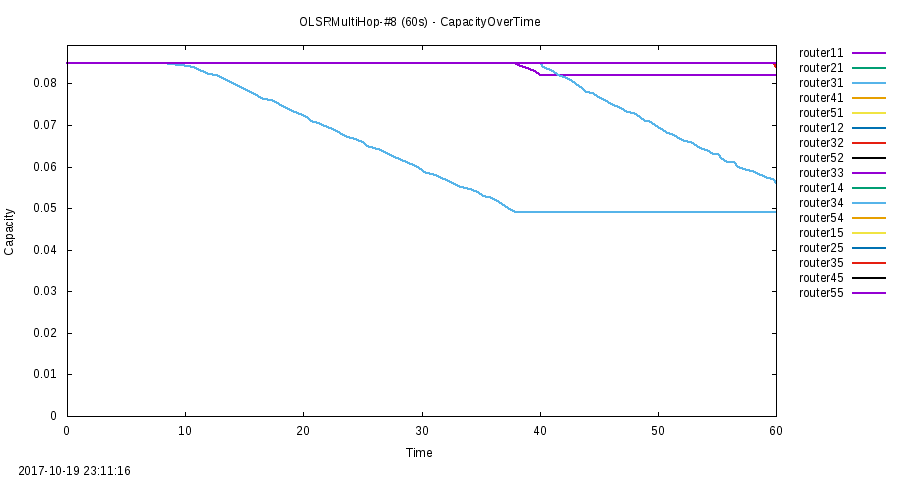 OLSRMultiHop-#8 (60s) - CapacityOverTime
router11
router21
router31
router41
router51
router12
router32
router52
router33
router14
router34
router54
router15
router25
router35
router45
router55
0.08
0.07
0.06
0.05
0.04
0.03
0.02
0.01
0
Capacity
0 10 20 30 40 50 60
Time
2017-10-19 23:11:16